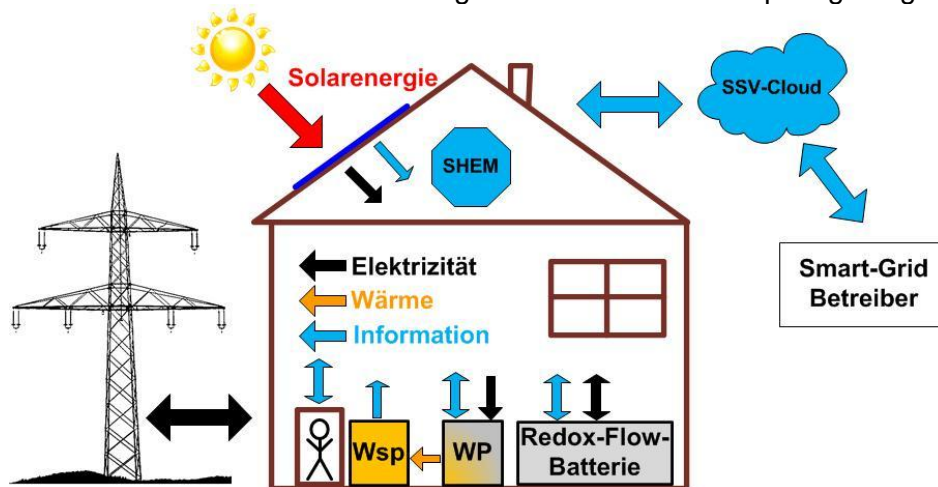 Solarenergie
SSV-Cloud
SHEM
Elektrizität
Wärme
Information
Smart-Grid
Betreiber
Wsp
WP
Redox-Flow-
Batterie